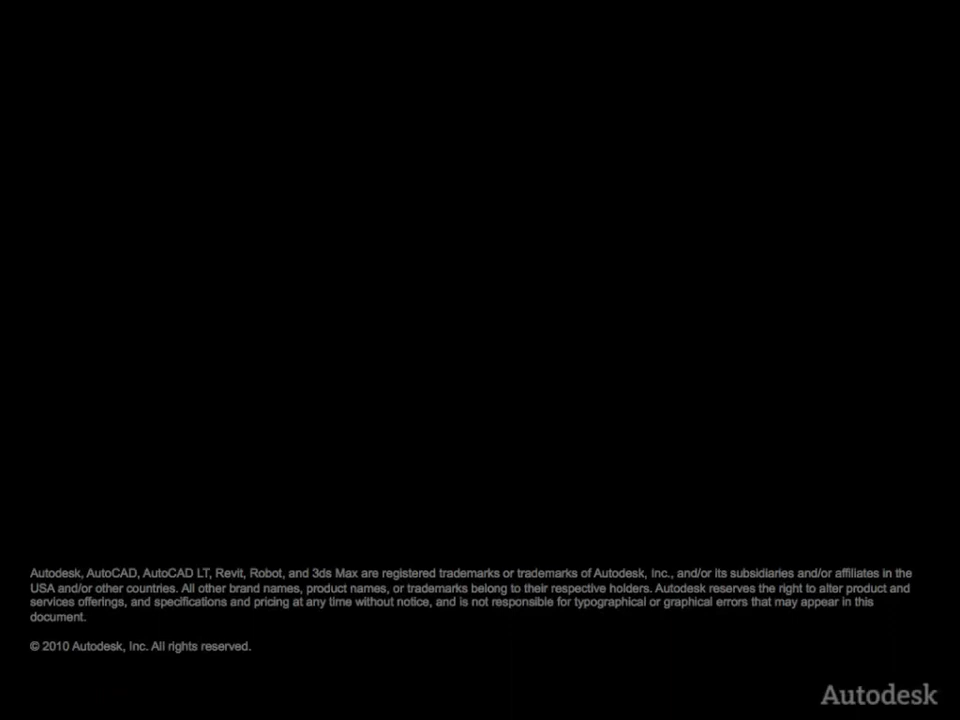 Autodesk, AutoCAD, AutoCAD LT, Revit, Robot, and 3ds Max are registered trademarks or trademarks of Autodesk, Inc., and/or its subsidiaries and/or affiliates in the
USA and/or other countries. All other brand names, product names, or trademarks belong to their respective holders. Autodesk reserves the right to alter product and
services offerings, and specifications and pricing at any time without notice, and is not responsible for typographical or graphical errors that may appear in this
document.
© 2010 Autodesk, Inc. All rights reserved.
Autodesk